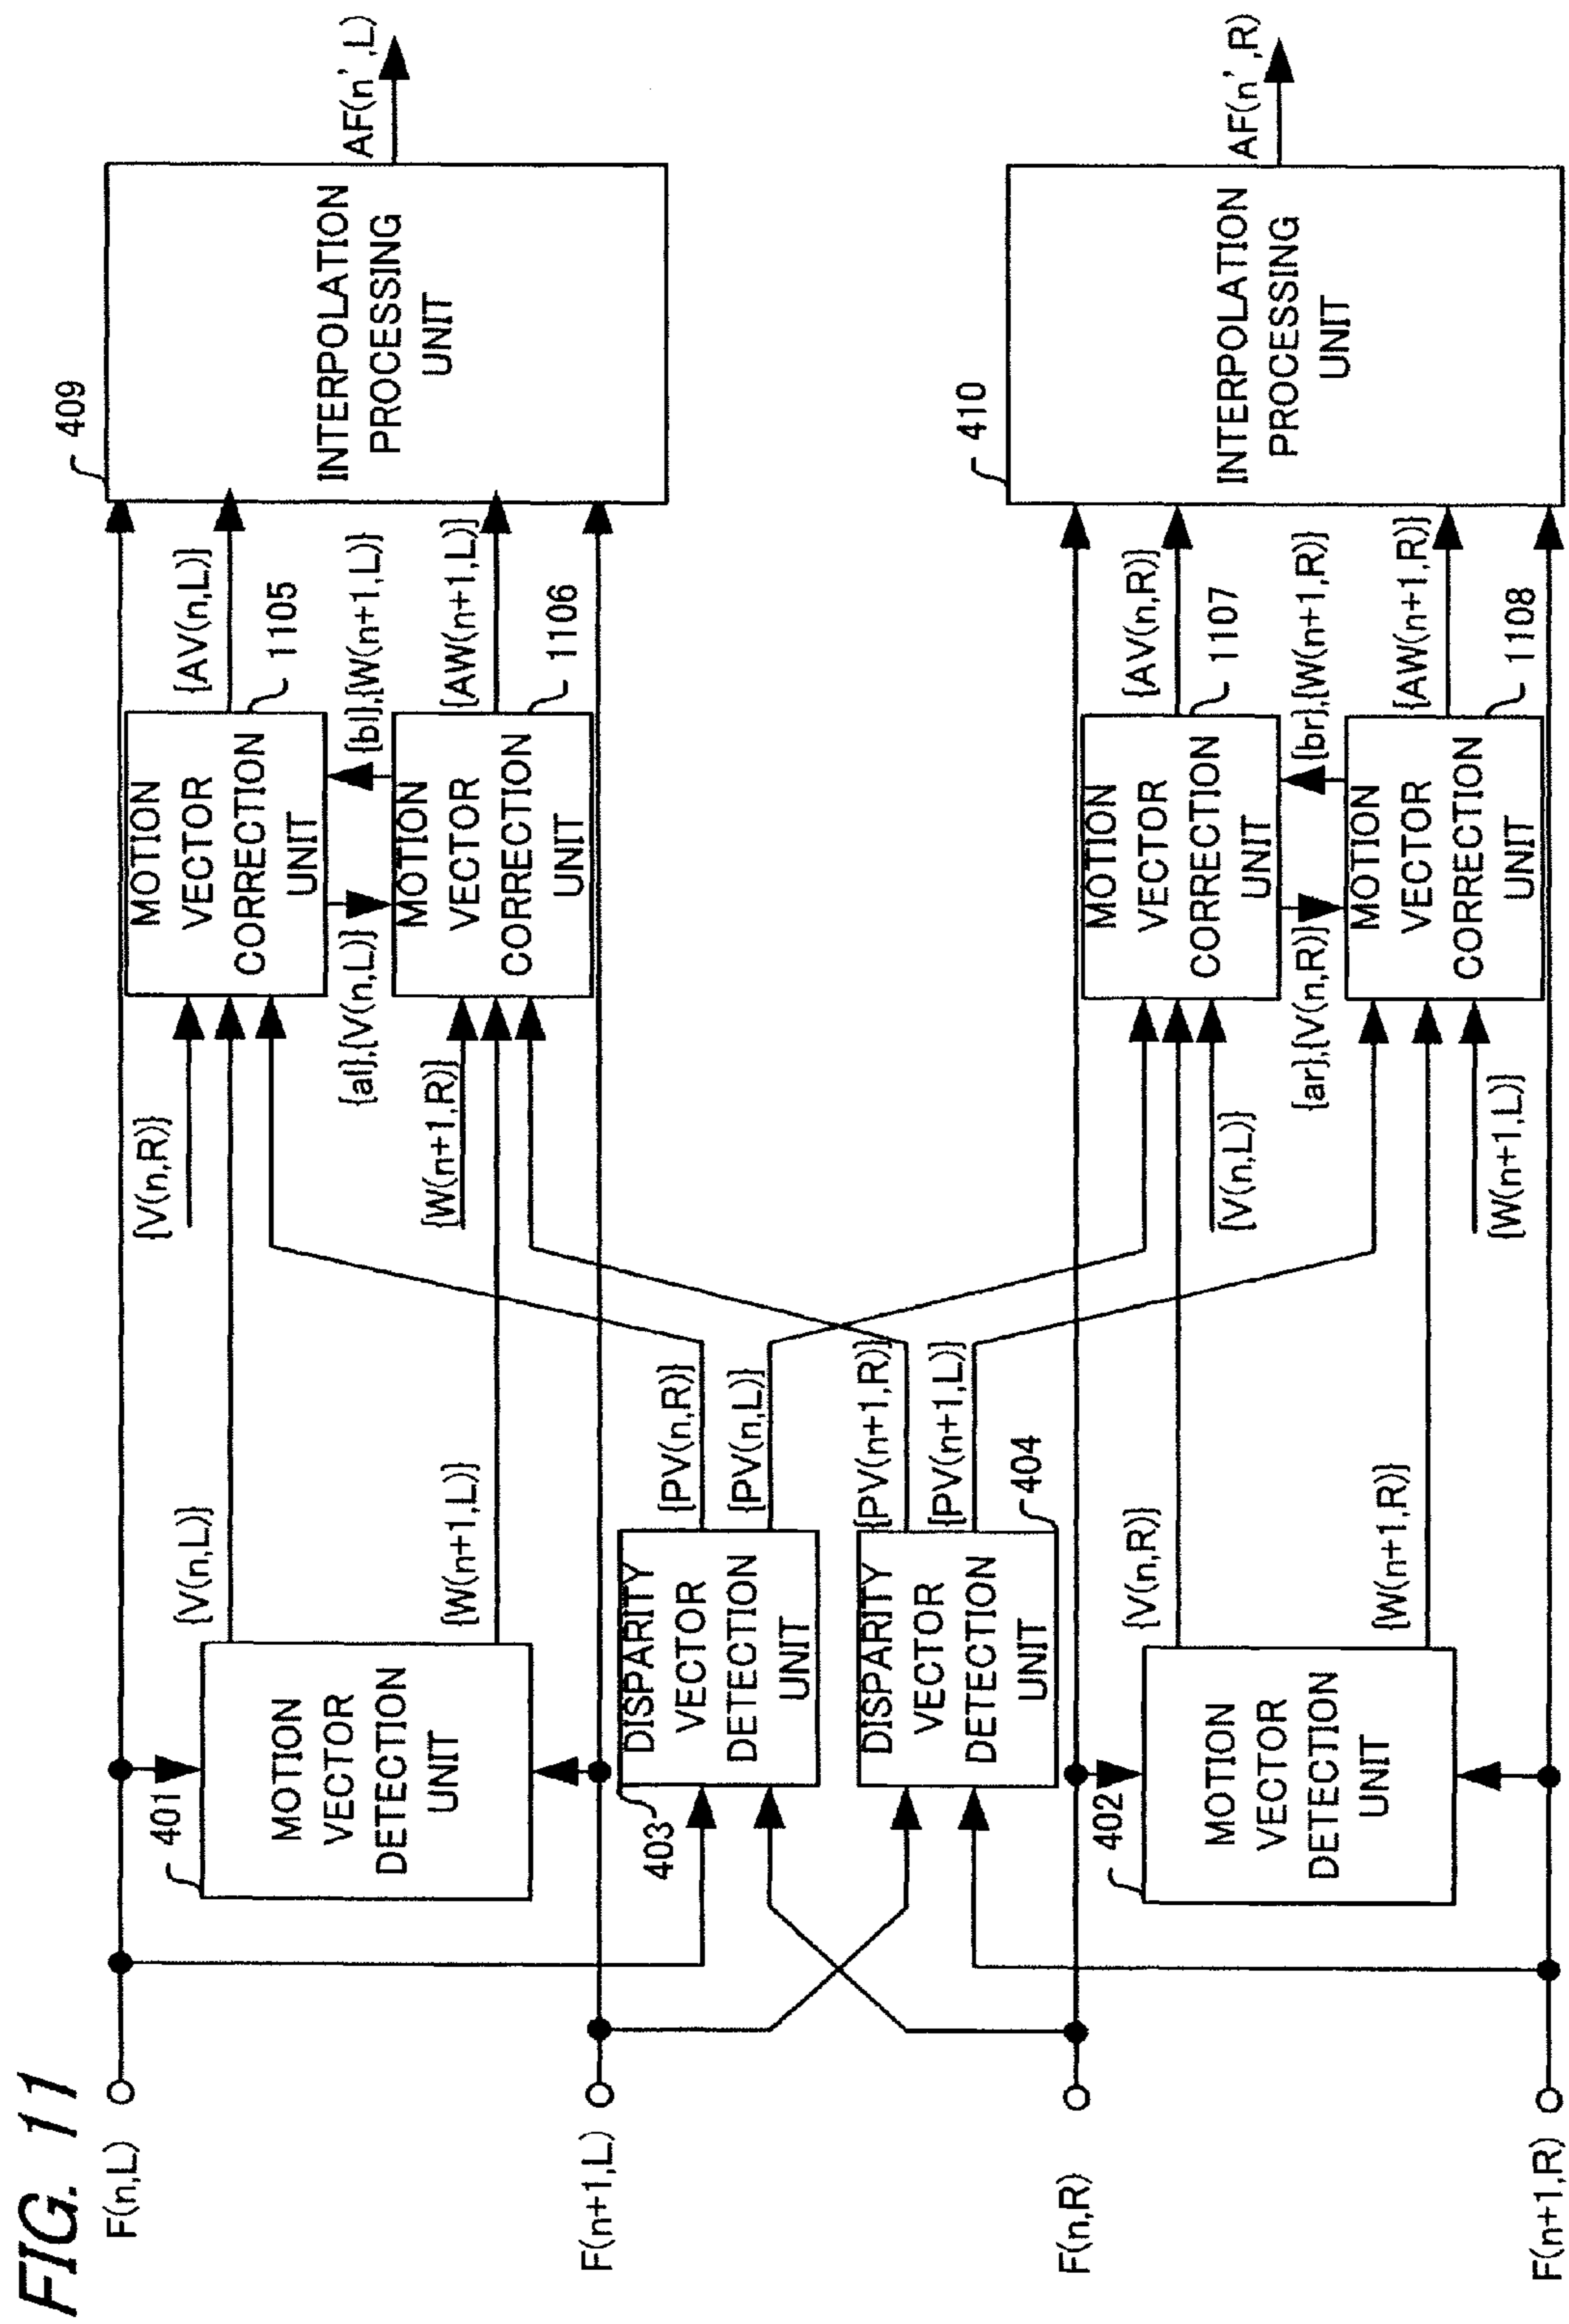 FIG. 11
F(n,L)
F(n+1,L)
F(n,R)
F(n+1,R)
401
MOTION
VECTOR
DETECTION
UNIT
{V(n,L)}
{W(n+1,L)}
403
DISPARITY
VECTOR
DETECTION
UNIT
{PV(n,R)}
{PV(n,L)}
DISPARITY
VECTOR
DETECTION
UNIT
404
{PV(n+1,R)}
{PV(n+1,L)}
402
MOTION
VECTOR
DETECTION
UNIT
{V(n,R)}
{W(n+1,R)}
{V(n,R)}
MOTION
VECTOR
CORRECTION
UNIT
1105
{AV(n,L)}
{al},{V(n,L)}
{bl},{W(n+1,L)}
{W(n+1,R)}
MOTION
VECTOR
CORRECTION
UNIT
1106
{AW(n+1,L)}
{V(n,L)}
MOTION
VECTOR
CORRECTION
UNIT
1107
{AV(n,R)}
{ar},{V(n,R)}
{br},{W(n+1,R)}
{W(n+1,L)}
MOTION
VECTOR
CORRECTION
UNIT
1108
{AW(n+1,R)}
409
INTERPOLATION
PROCESSING
UNIT
AF(n',L)
410
INTERPOLATION
PROCESSING
UNIT
AF(n',R)